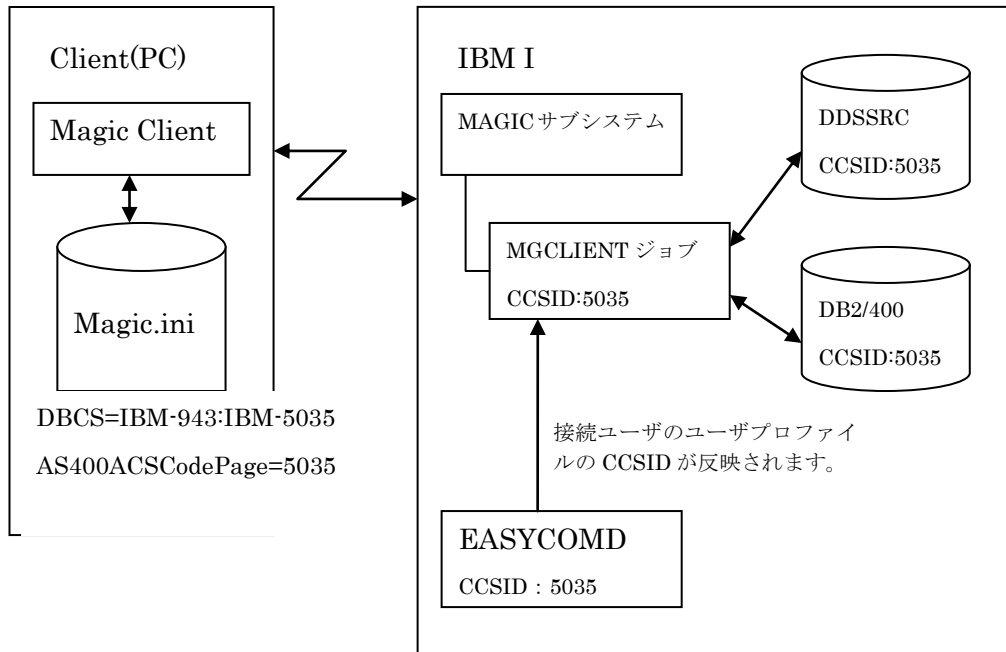 Client(PC)
Magic Client
Magic.ini
DBCS=IBM-943:IBM-5035
AS400ACSCodePage=5035
IBM I
MAGICサブシステム
MGCLIENT ジョブ
CCSID:5035
DDSSRC
CCSID:5035
DB2/400
CCSID:5035
接続ユーザのユーザプロファイ
ルの CCSID が反映されます。
EASYCOMD
CCSID : 5035